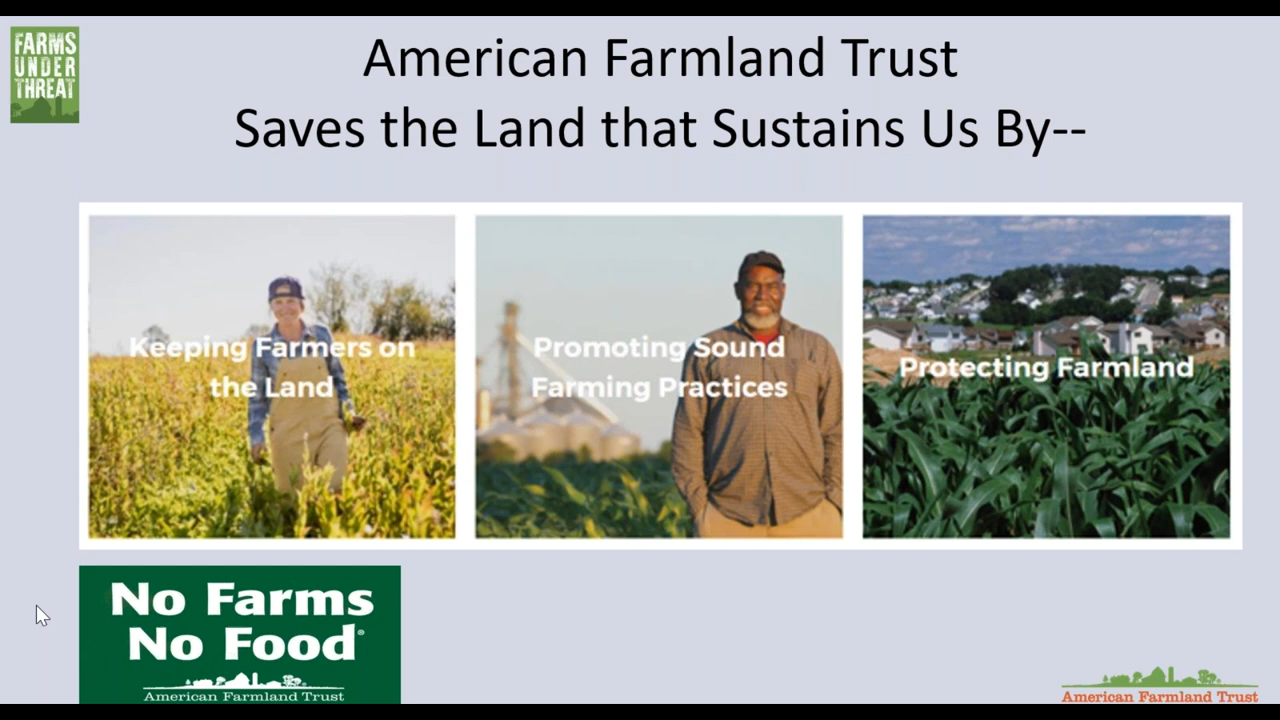 FARMS
UNDER
THREAT
American Farmland Trust
Saves the Land that Sustains Us By--
Keeping Farmers on
the Land
Promoting Sound
Farming Practices
Protecting Farmland
No Farms
No Food®
American Farmland Trust
American Farmland Trust